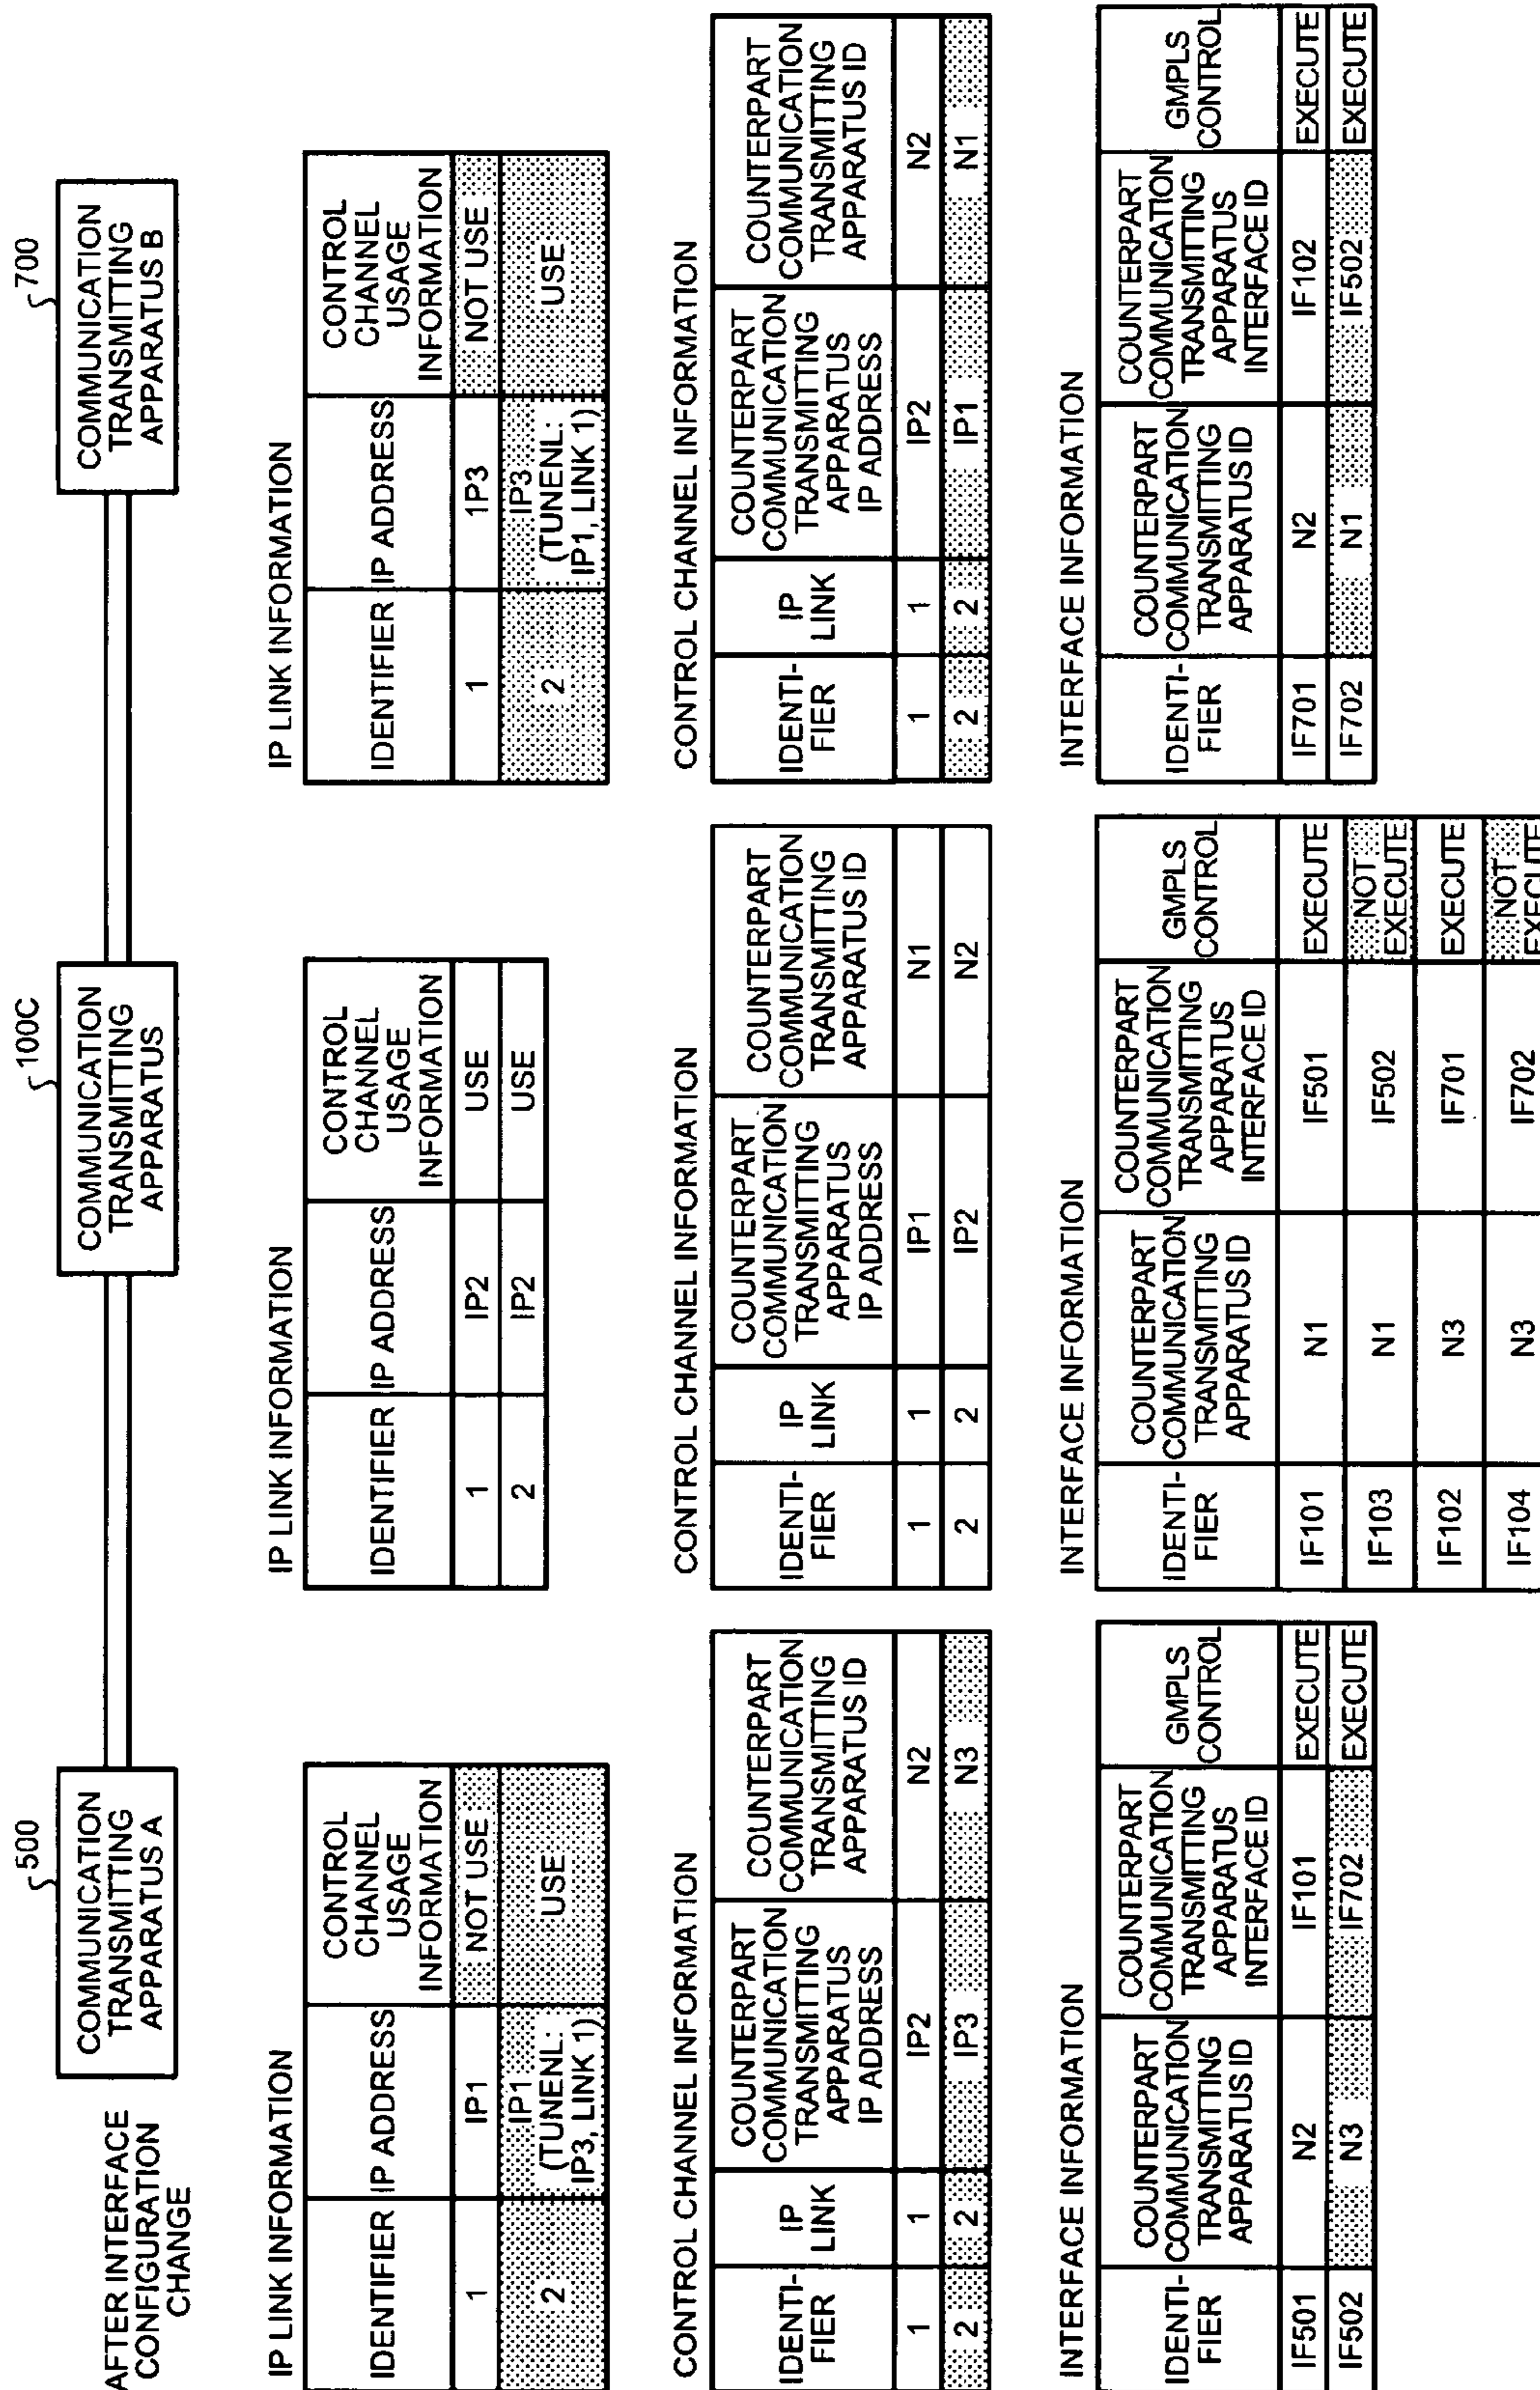 AFTER INTERFACE
CONFIGURATION
CHANGE
500
COMMUNICATION
TRANSMITTING
APPARATUS A
100C
COMMUNICATION
TRANSMITTING
APPARATUS
700
COMMUNICATION
TRANSMITTING
APPARATUS B
IP LINK INFORMATION
IDENTIFIER
IP ADDRESS
CONTROL
CHANNEL
USAGE
INFORMATION
1
IP1
NOT USE
2
IP1
(TUNENL:
IP3, LINK 1)
USE
IP LINK INFORMATION
IDENTIFIER
IP ADDRESS
CONTROL
CHANNEL
USAGE
INFORMATION
1
IP2
USE
2
IP2
USE
IP LINK INFORMATION
IDENTIFIER
IP ADDRESS
CONTROL
CHANNEL
USAGE
INFORMATION
1
1P3
NOT USE
2
IP3
(TUNENL:
IP1, LINK 1)
USE
CONTROL CHANNEL INFORMATION
IDENTI-
FIER
IP
LINK
COUNTERPART
COMMUNICATION
TRANSMITTING
APPARATUS
IP ADDRESS
COUNTERPART
COMMUNICATION
TRANSMITTING
APPARATUS ID
1
1
IP2
N2
2
2
IP3
N3
CONTROL CHANNEL INFORMATION
IDENTI-
FIER
IP
LINK
COUNTERPART
COMMUNICATION
TRANSMITTING
APPARATUS
IP ADDRESS
COUNTERPART
COMMUNICATION
TRANSMITTING
APPARATUS ID
1
1
IP1
N1
2
2
IP2
N2
CONTROL CHANNEL INFORMATION
IDENTI-
FIER
IP
LINK
COUNTERPART
COMMUNICATION
TRANSMITTING
APPARATUS
IP ADDRESS
COUNTERPART
COMMUNICATION
TRANSMITTING
APPARATUS ID
1
1
IP2
N2
2
2
IP1
N1
INTERFACE INFORMATION
IDENTI-
FIER
COUNTERPART
COMMUNICATION
TRANSMITTING
APPARATUS ID
COUNTERPART
COMMUNICATION
TRANSMITTING
APPARATUS
INTERFACE ID
GMPLS
CONTROL
IF501
N2
IF101
EXECUTE
IF502
N3
IF702
EXECUTE
INTERFACE INFORMATION
IDENTI-
FIER
COUNTERPART
COMMUNICATION
TRANSMITTING
APPARATUS ID
COUNTERPART
COMMUNICATION
TRANSMITTING
APPARATUS
INTERFACE ID
GMPLS
CONTROL
IF101
N1
IF501
EXECUTE
IF103
N1
IF502
NOT
EXECUTE
IF102
N3
IF701
EXECUTE
IF104
N3
IF702
NOT
EXECUTE
INTERFACE INFORMATION
IDENTI-
FIER
COUNTERPART
COMMUNICATION
TRANSMITTING
APPARATUS ID
COUNTERPART
COMMUNICATION
TRANSMITTING
APPARATUS
INTERFACE ID
GMPLS
CONTROL
IF701
N2
IF102
EXECUTE
IF702
N1
IF502
EXECUTE